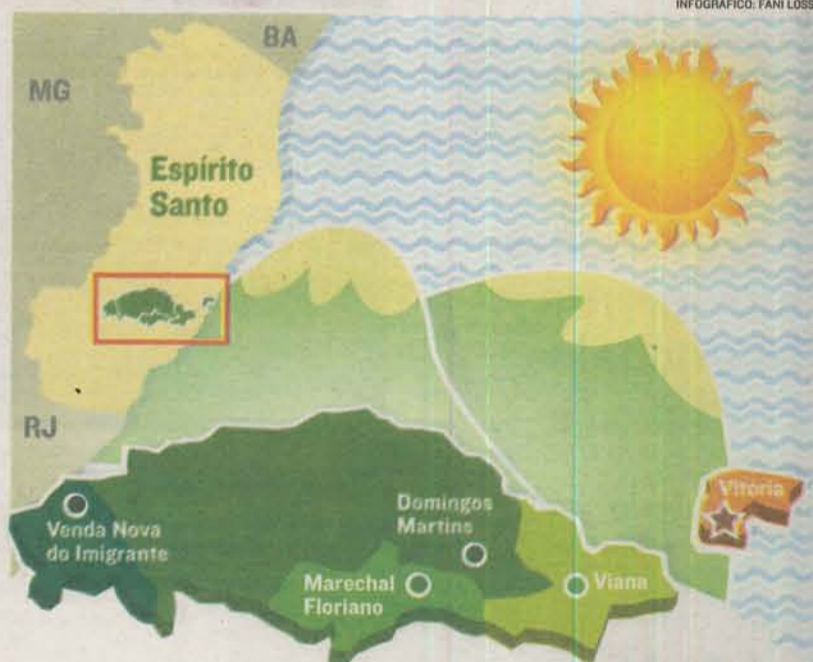 INFOGRÁFICO: FANI LOSS
BA
MG
Espírito
Santo
RJ
Vitória
Domingos
Martins
Venda Nova
do Imigrante
Marechal
Floriano
Viana